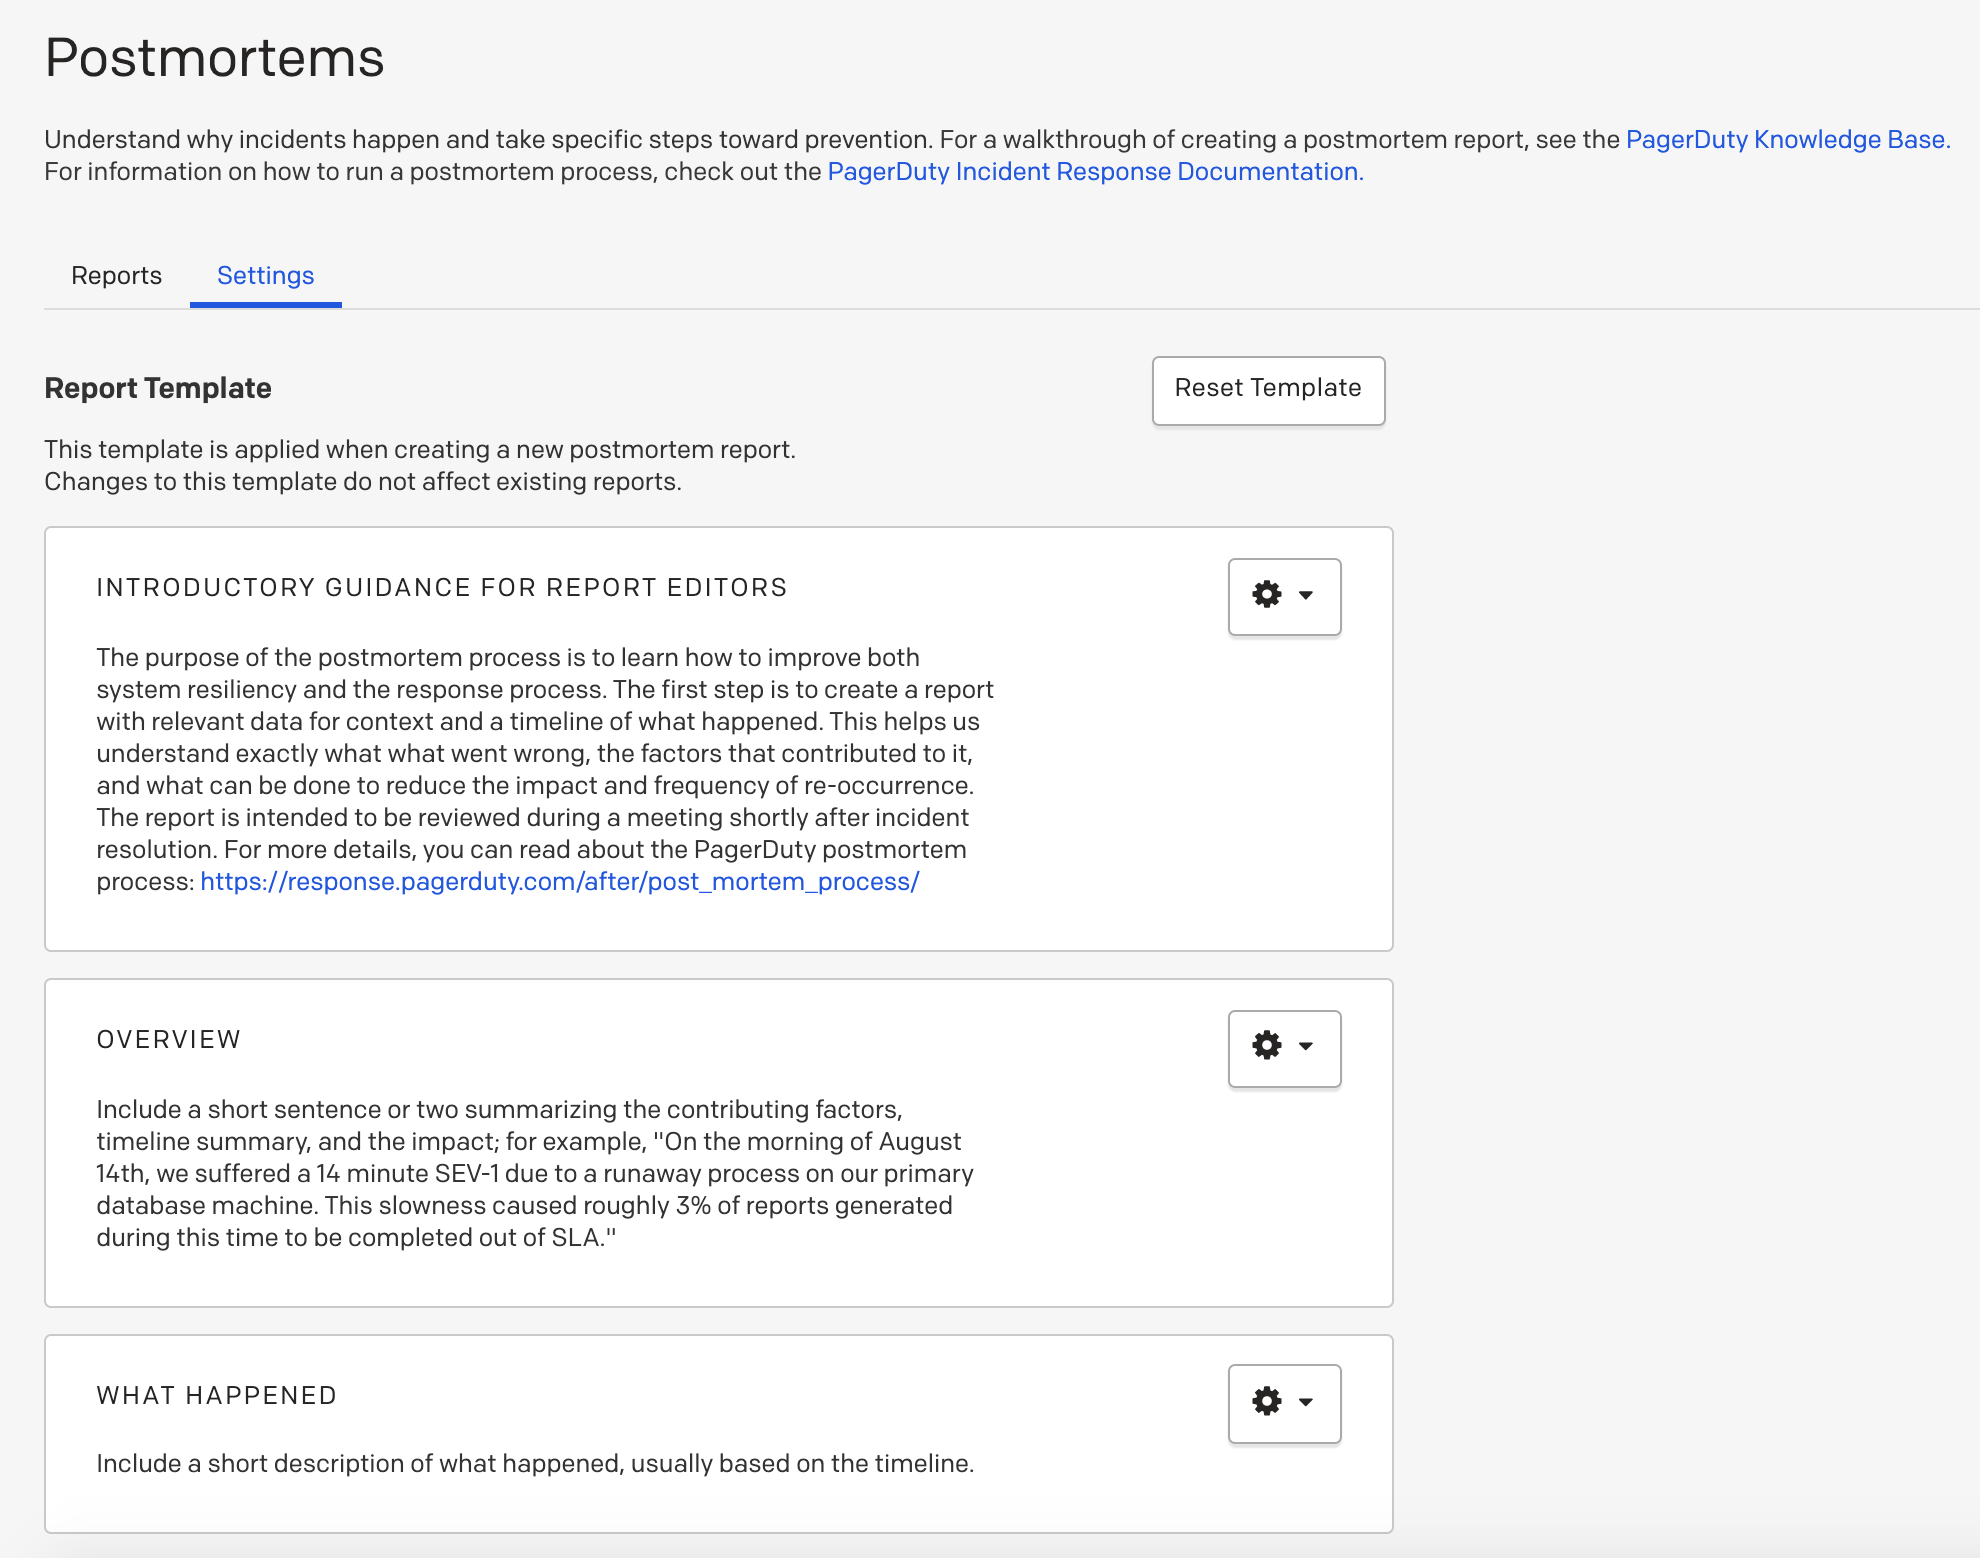 Postmortems
Understand why incidents happen and take specific steps toward prevention. For a walkthrough of creating a postmortem report, see the PagerDuty Knowledge Base.
For information on how to run a postmortem process, check out the PagerDuty Incident Response Documentation.
Reports
Settings
Report Template
Reset Template
This template is applied when creating a new postmortem report.
Changes to this template do not affect existing reports.
INTRODUCTORY GUIDANCE FOR REPORT EDITORS
The purpose of the postmortem process is to learn how to improve both
system resiliency and the response process. The first step is to create a report
with relevant data for context and a timeline of what happened. This helps us
understand exactly what what went wrong, the factors that contributed to it,
and what can be done to reduce the impact and frequency of re-occurrence.
The report is intended to be reviewed during a meeting shortly after incident
resolution. For more details, you can read about the PagerDuty postmortem
process: https://response.pagerduty.com/after/post_mortem_process/
OVERVIEW
Include a short sentence or two summarizing the contributing factors,
timeline summary, and the impact; for example, "On the morning of August
14th, we suffered a 14 minute SEV-1 due to a runaway process on our primary
database machine. This slowness caused roughly 3% of reports generated
during this time to be completed out of SLA."
WHAT HAPPENED
Include a short description of what happened, usually based on the timeline.